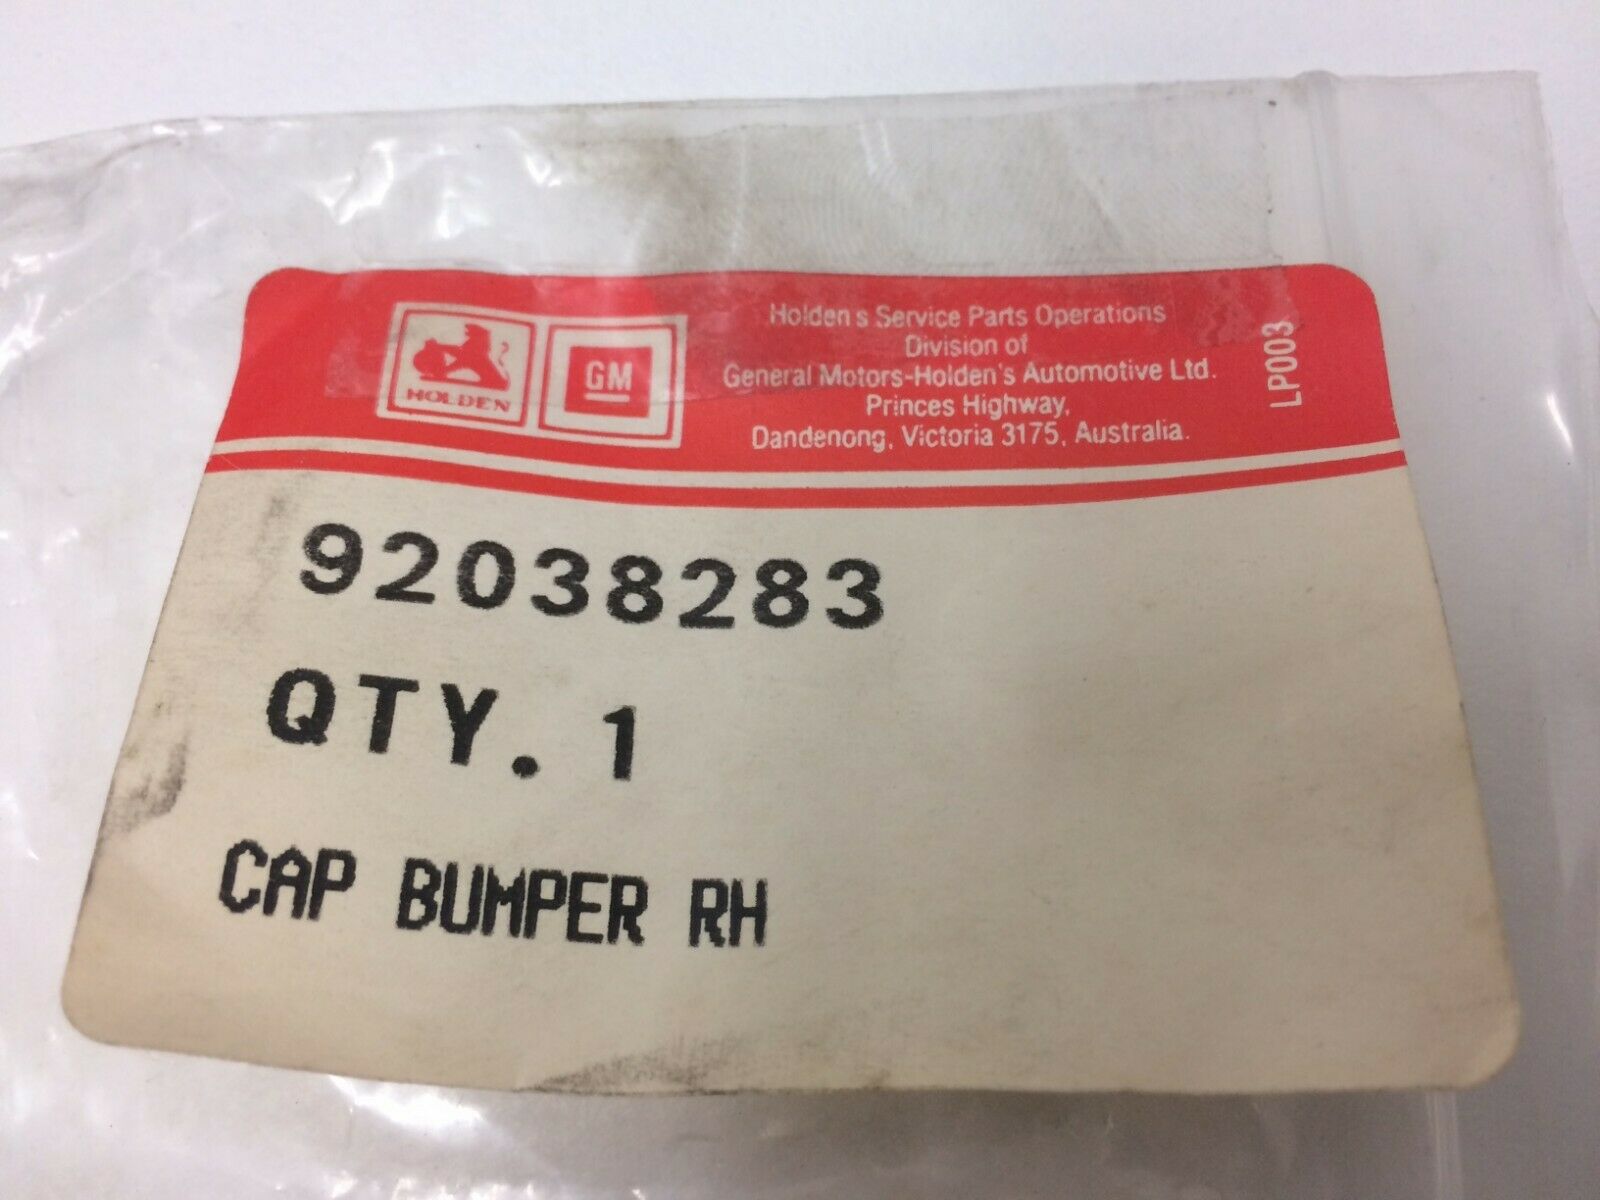 HOLDEN
GM
Holden's Service Parts Operations
Division of
General Motors-Holden's Automotive Ltd.
Princes Highway,
Dandenong, Victoria 3175, Australia.
LP003
92038283
QTY. 1
CAP BUMPER RH